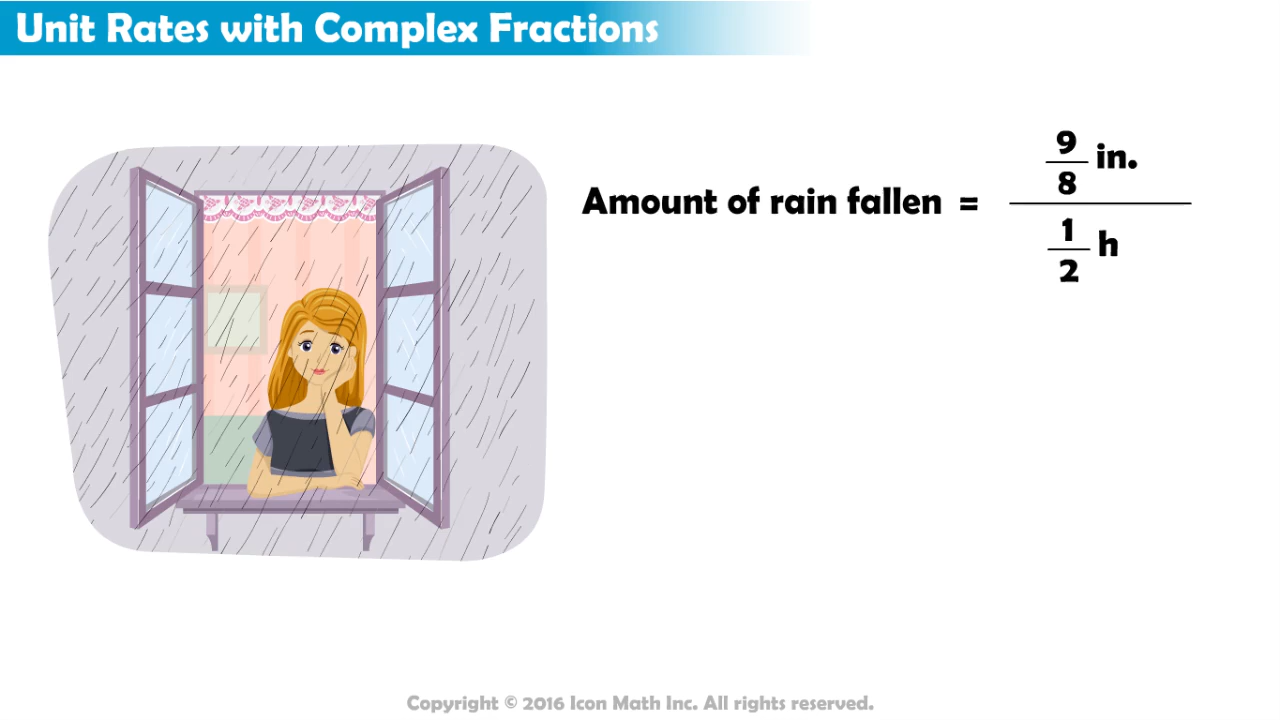 Unit Rates with Complex Fractions
9
8 in.
Amount of rain fallen =
1
2 h
Copyright © 2016 Icon Math Inc. All rights reserved.